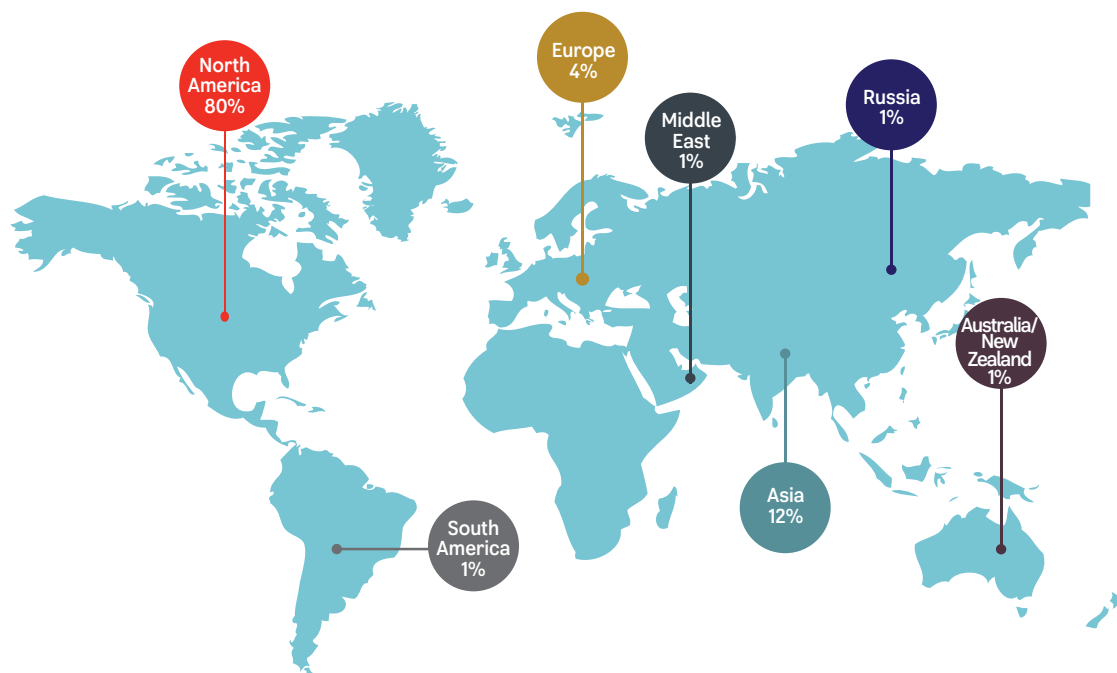 North
America
80%
Europe
4%
Middle
East
1%
Russia
1%
Australia/
New
Zealand
1%
Asia
12%
South
America
1%